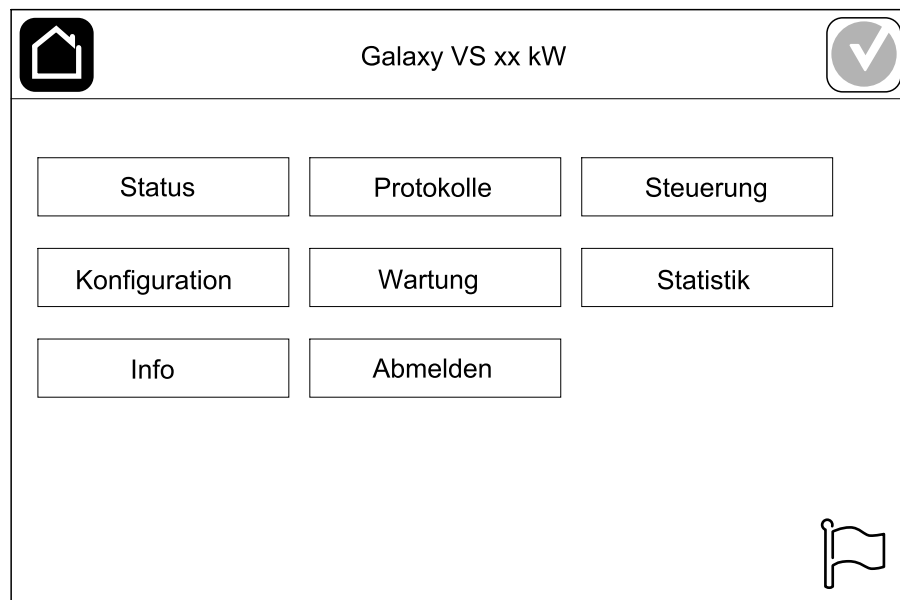 Galaxy VS xx kW
Status
Protokolle
Steuerung
Konfiguration
Wartung
Statistik
Info
Abmelden